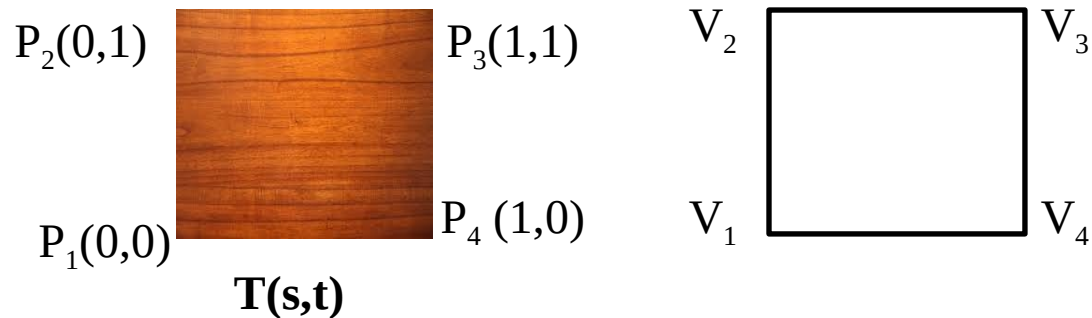 P₂(0,1) P₃(1,1) V₂ V₃
P₁(0,0) P₄ (1,0) V₁ V₄
T(s,t)